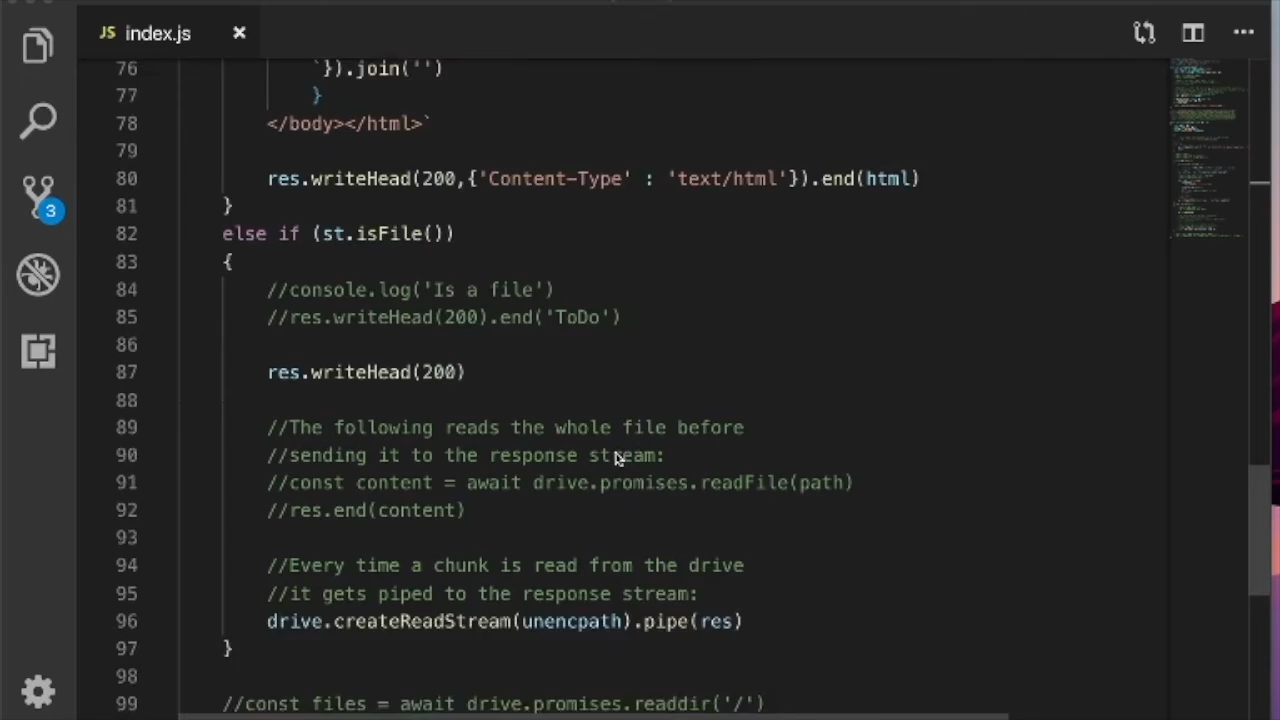 JS index.js ×
76 `}).join('')
77 }
78 </body></html>`
79
80 res.writeHead(200,{'Content-Type' : 'text/html'}).end(html)
81 }
82 else if (st.isFile())
83 {
84 //console.log('Is a file')
85 //res.writeHead(200).end('ToDo')
86
87 res.writeHead(200)
88
89 //The following reads the whole file before
90 //sending it to the response stream:
91 //const content = await drive.promises.readFile(path)
92 //res.end(content)
93
94 //Every time a chunk is read from the drive
95 //it gets piped to the response stream:
96 drive.createReadStream(unencpath).pipe(res)
97 }
98
99 //const files = await drive.promises.readdir('/')
3